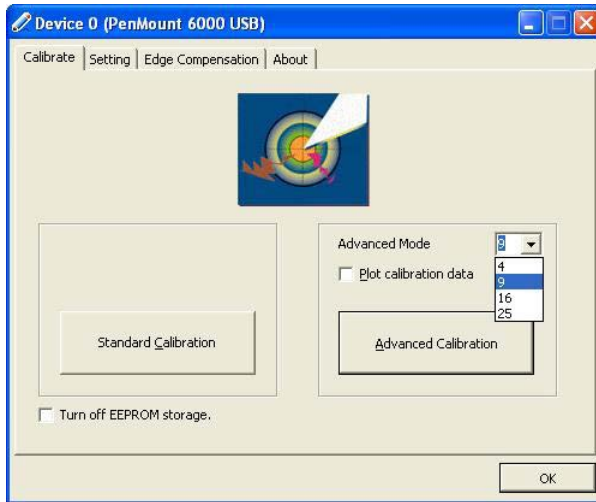 Device 0 (PenMount 6000 USB)
Calibrate Setting Edge Compensation About
Advanced Mode 9
4
Plot calibration data
9
16
25
Standard Calibration
Advanced Calibration
Turn off EEPROM storage.
OK